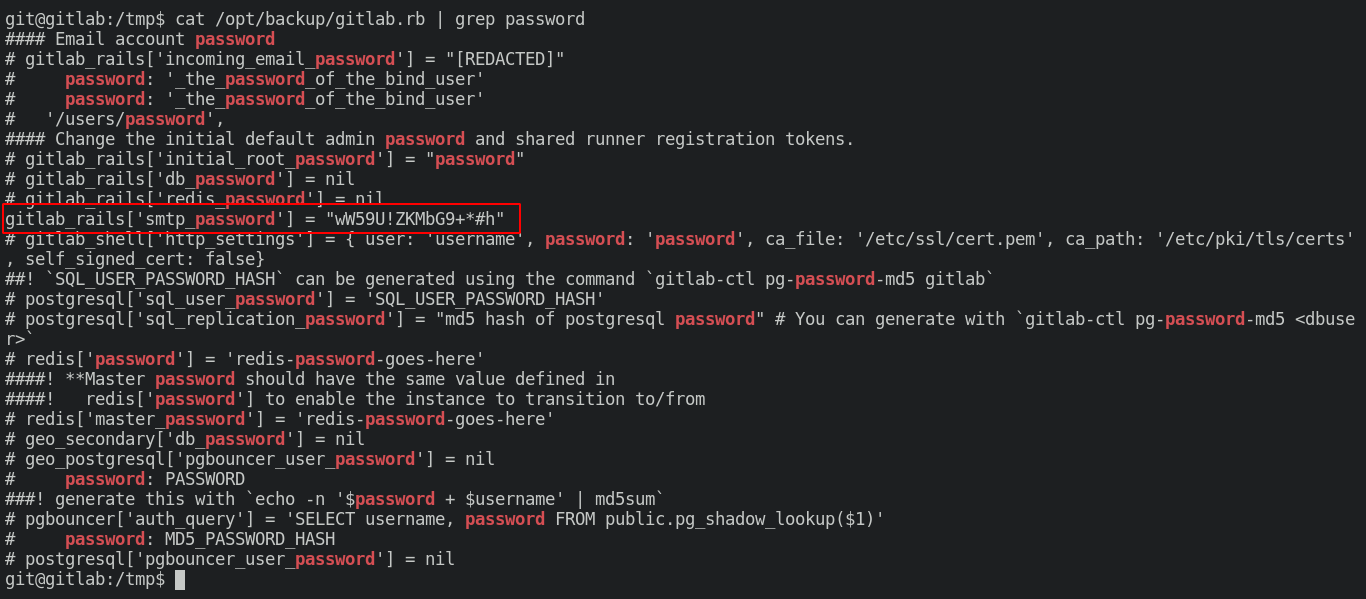 git@gitlab:/tmp$ cat /opt/backup/gitlab.rb | grep password
#### Email account password
# gitlab_rails['incoming_email_password'] = "[REDACTED]"
#     password: '_the_password_of_the_bind_user'
#     password: '_the_password_of_the_bind_user'
#   '/users/password',
#### Change the initial default admin password and shared runner registration tokens.
# gitlab_rails['initial_root_password'] = "password"
# gitlab_rails['db_password'] = nil
# gitlab_rails['redis_password'] = nil
gitlab_rails['smtp_password'] = "wW59U!ZKMbG9+*#h"
# gitlab_shell['http_settings'] = { user: 'username', password: 'password', ca_file: '/etc/ssl/cert.pem', ca_path: '/etc/pki/tls/certs'
, self_signed_cert: false}
##! `SQL_USER_PASSWORD_HASH` can be generated using the command `gitlab-ctl pg-password-md5 gitlab`
# postgresql['sql_user_password'] = 'SQL_USER_PASSWORD_HASH'
# postgresql['sql_replication_password'] = "md5 hash of postgresql password" # You can generate with `gitlab-ctl pg-password-md5 <dbuse
r>`
# redis['password'] = 'redis-password-goes-here'
####! **Master password should have the same value defined in
####!   redis['password'] to enable the instance to transition to/from
# redis['master_password'] = 'redis-password-goes-here'
# geo_secondary['db_password'] = nil
# geo_postgresql['pgbouncer_user_password'] = nil
#     password: PASSWORD
###! generate this with `echo -n '$password + $username' | md5sum`
# pgbouncer['auth_query'] = 'SELECT username, password FROM public.pg_shadow_lookup($1)'
#     password: MD5_PASSWORD_HASH
# postgresql['pgbouncer_user_password'] = nil
git@gitlab:/tmp$